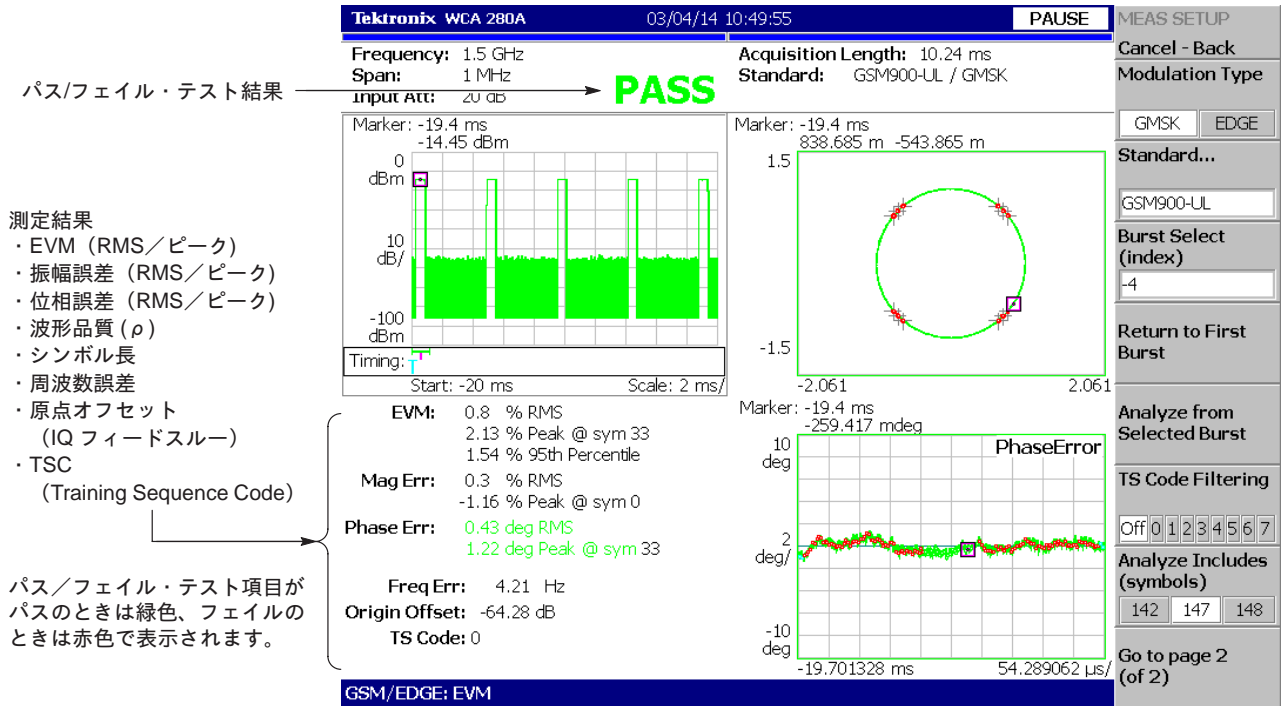 Tektronix WCA 280A 03/04/14 10:49:55 PAUSE
Frequency: 1.5 GHz
Span: 1 MHz
Input Att: 20 dB
PASS
Acquisition Length: 10.24 ms
Standard: GSM900-UL / GMSK
パス/フェイル・テスト結果
Marker: -19.4 ms
-14.45 dBm
0
dBm
10
dB/
-100
dBm
Timing:
Start: -20 ms
Scale: 2 ms/
Marker: -19.4 ms
838.685 m -543.865 m
1.5
-1.5
-2.061
2.061
測定結果
・EVM（RMS／ピーク)
・振幅誤差（RMS／ピーク)
・位相誤差（RMS／ピーク)
・波形品質 (ρ)
・シンボル長
・周波数誤差
・原点オフセット
（IQ フィードスルー）
・TSC
（Training Sequence Code）
パス／フェイル・テスト項目が
パスのときは緑色、フェイルの
ときは赤色で表示されます。
EVM: 0.8 % RMS
2.13 % Peak @ sym 33
1.54 % 95th Percentile
Mag Err: 0.3 % RMS
-1.16 % Peak @ sym 0
Phase Err: 0.43 deg RMS
1.22 deg Peak @ sym 33
Freq Err: 4.21 Hz
Origin Offset: -64.28 dB
TS Code: 0
Marker: -19.4 ms
-259.417 mdeg
10
deg
PhaseError
2
deg/
-10
deg
-19.701328 ms
54.289062 µs/
GSM/EDGE: EVM
MEAS SETUP
Cancel - Back
Modulation Type
GMSK EDGE
Standard...
GSM900-UL
Burst Select
(index)
-4
Return to First
Burst
Analyze from
Selected Burst
TS Code Filtering
Off 0 1 2 3 4 5 6 7
Analyze Includes
(symbols)
142 147 148
Go to page 2
(of 2)